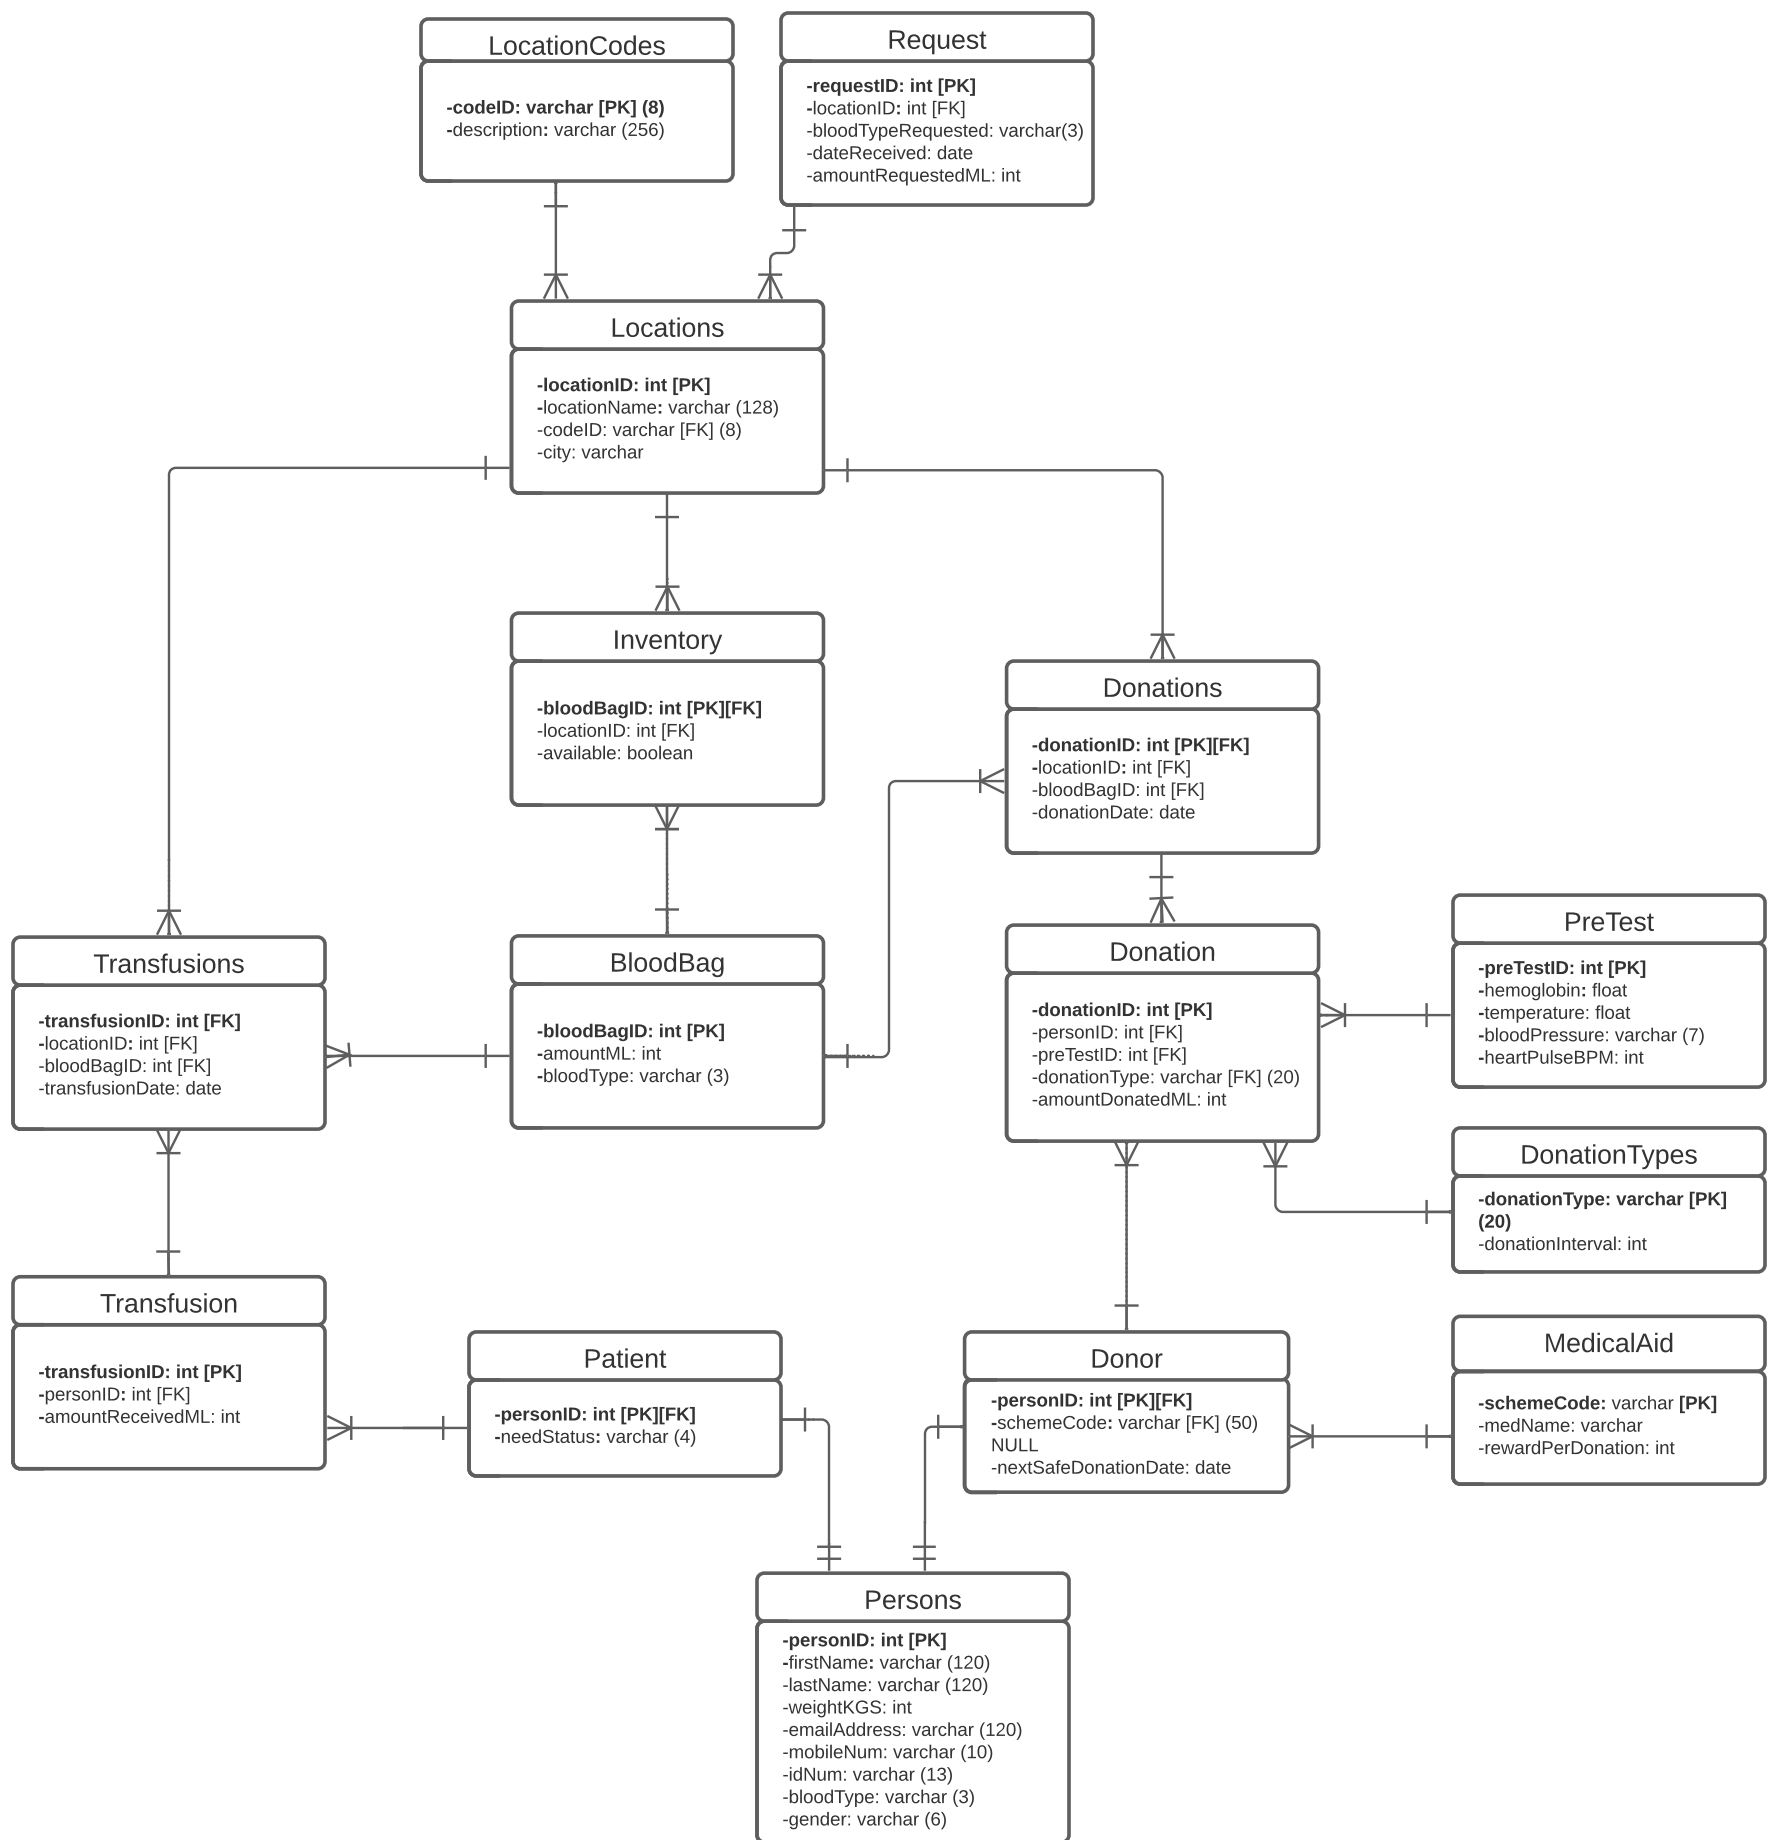 LocationCodes
-codeID: varchar [PK] (8)
-description: varchar (256)
Request
-requestID: int [PK]
-locationID: int [FK]
-bloodTypeRequested: varchar(3)
-dateReceived: date
-amountRequestedML: int
Locations
-locationID: int [PK]
-locationName: varchar (128)
-codeID: varchar [FK] (8)
-city: varchar
Inventory
-bloodBagID: int [PK][FK]
-locationID: int [FK]
-available: boolean
Donations
-donationID: int [PK][FK]
-locationID: int [FK]
-bloodBagID: int [FK]
-donationDate: date
Transfusions
-transfusionID: int [FK]
-locationID: int [FK]
-bloodBagID: int [FK]
-transfusionDate: date
BloodBag
-bloodBagID: int [PK]
-amountML: int
-bloodType: varchar (3)
Donation
-donationID: int [PK]
-personID: int [FK]
-preTestID: int [FK]
-donationType: varchar [FK] (20)
-amountDonatedML: int
PreTest
-preTestID: int [PK]
-hemoglobin: float
-temperature: float
-bloodPressure: varchar (7)
-heartPulseBPM: int
DonationTypes
-donationType: varchar [PK]
(20)
-donationInterval: int
Transfusion
-transfusionID: int [PK]
-personID: int [FK]
-amountReceivedML: int
Patient
-personID: int [PK][FK]
-needStatus: varchar (4)
Donor
-personID: int [PK][FK]
-schemeCode: varchar [FK] (50)
NULL
-nextSafeDonationDate: date
MedicalAid
-schemeCode: varchar [PK]
-medName: varchar
-rewardPerDonation: int
Persons
-personID: int [PK]
-firstName: varchar (120)
-lastName: varchar (120)
-weightKGS: int
-emailAddress: varchar (120)
-mobileNum: varchar (10)
-idNum: varchar (13)
-bloodType: varchar (3)
-gender: varchar (6)